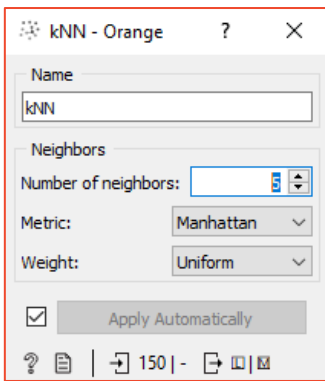 kNN - Orange ? ×
Name
kNN
Neighbors
Number of neighbors: 5
Metric: Manhattan
Weight: Uniform
Apply Automatically
? 150 | - L | M